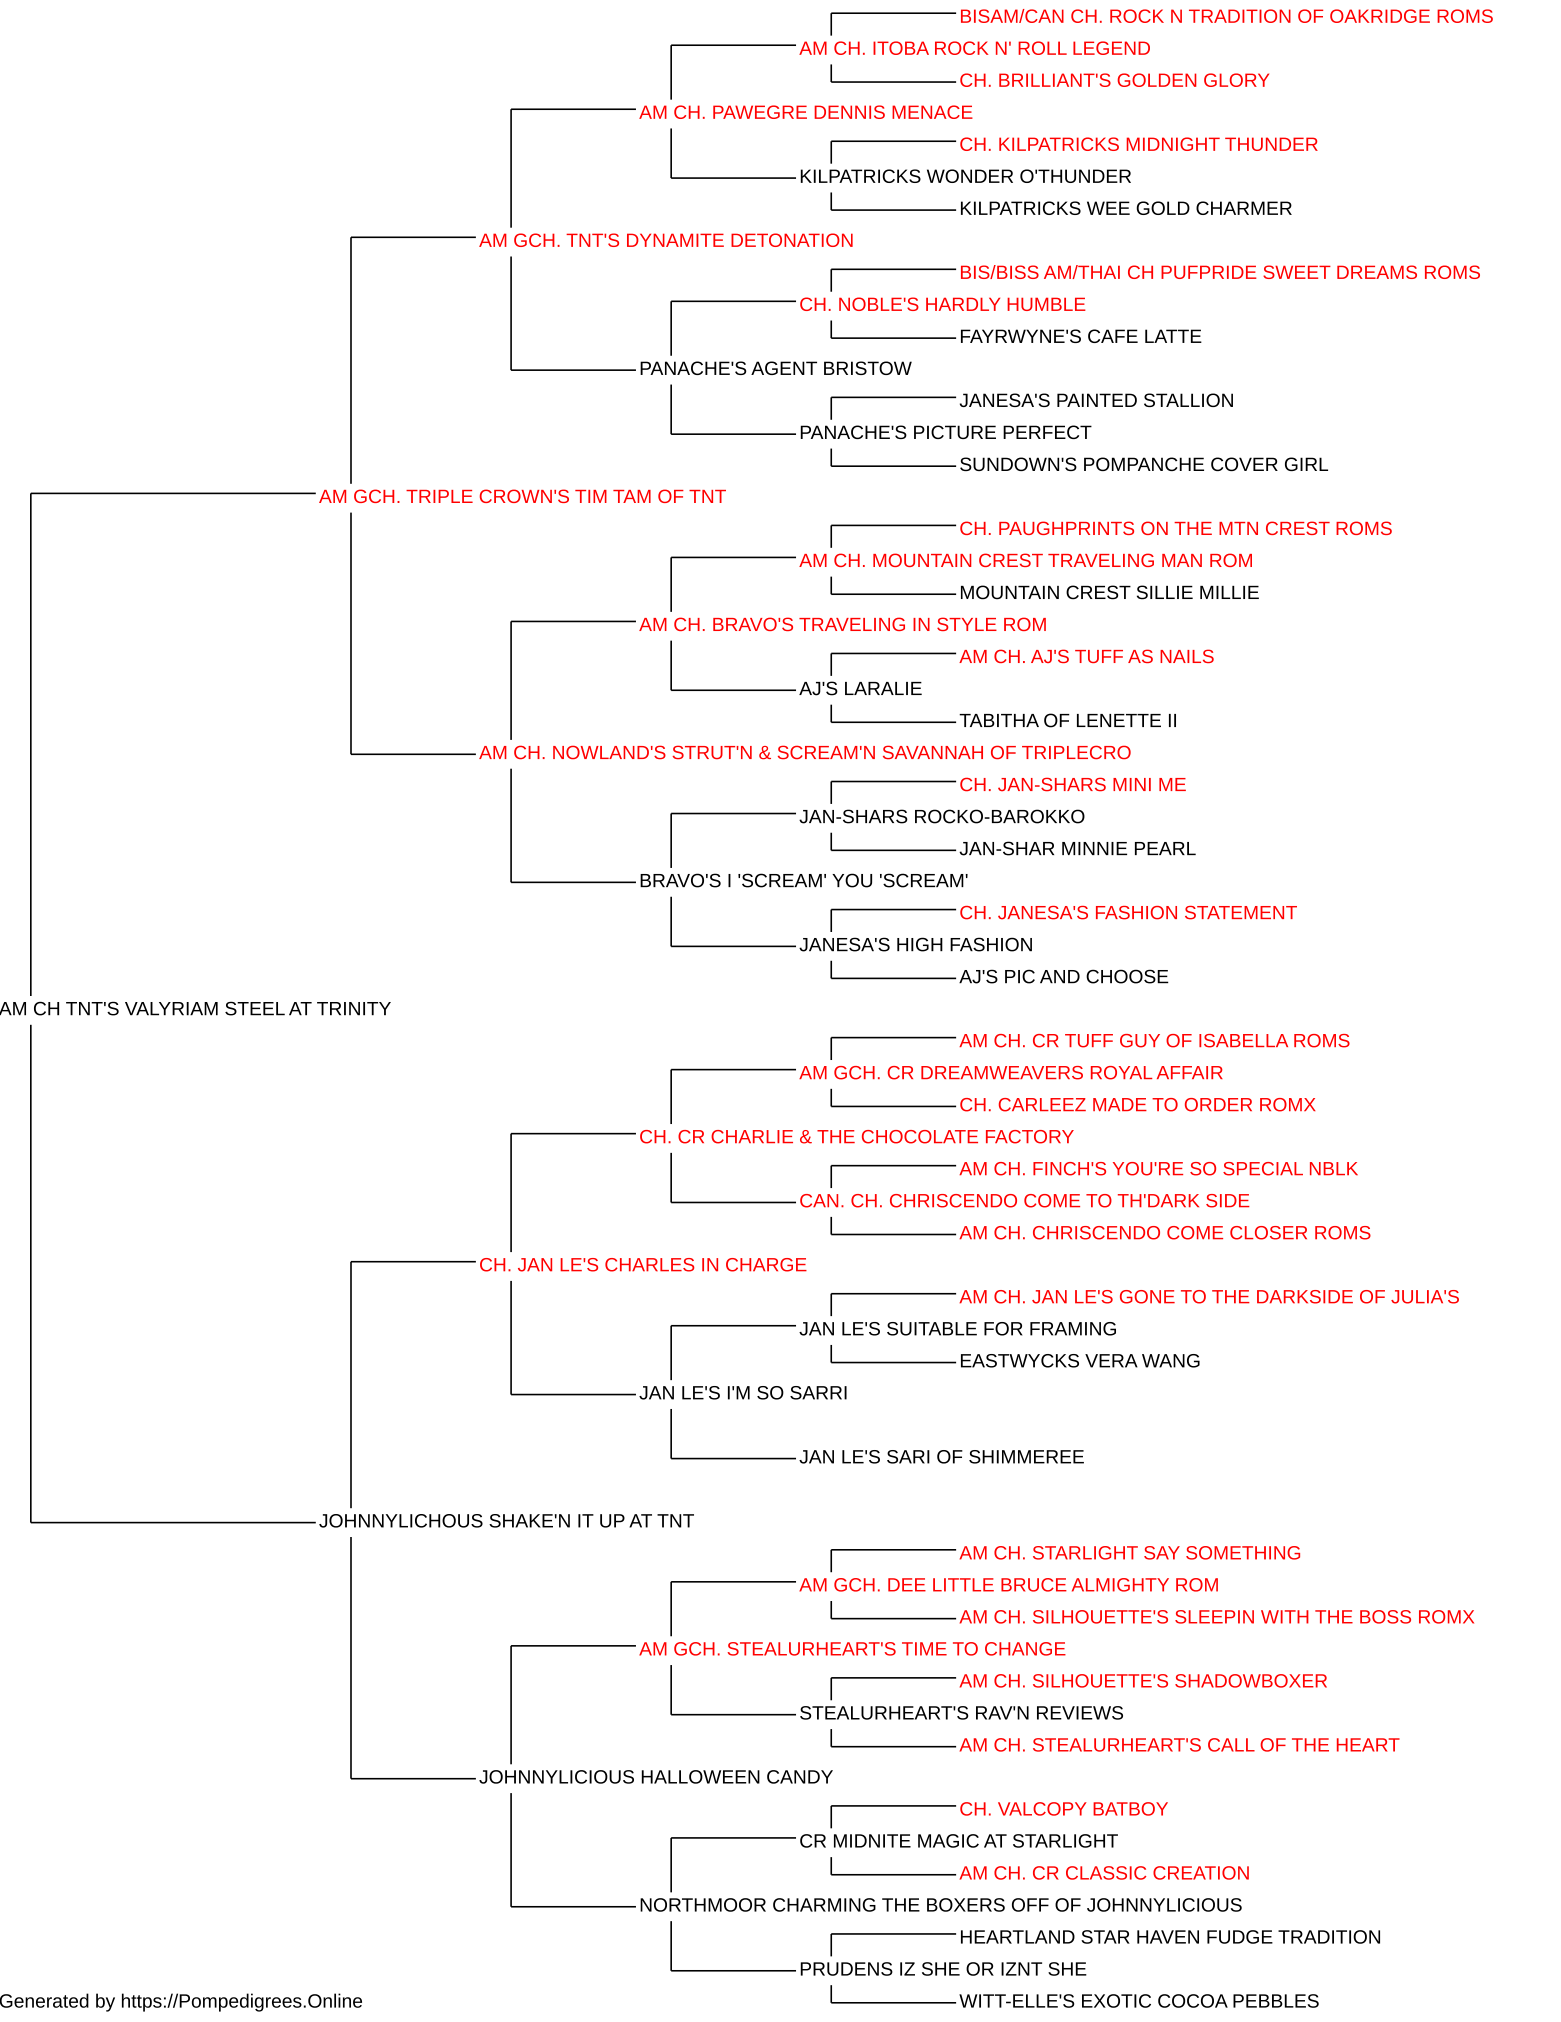 BISAM/CAN CH. ROCK N TRADITION OF OAKRIDGE ROMS
AM CH. ITOBA ROCK N' ROLL LEGEND
CH. BRILLIANT'S GOLDEN GLORY
AM CH. PAWEGRE DENNIS MENACE
CH. KILPATRICKS MIDNIGHT THUNDER
KILPATRICKS WONDER O'THUNDER
KILPATRICKS WEE GOLD CHARMER
AM GCH. TNT'S DYNAMITE DETONATION
BIS/BISS AM/THAI CH PUFPRIDE SWEET DREAMS ROMS
CH. NOBLE'S HARDLY HUMBLE
FAYRWYNE'S CAFE LATTE
PANACHE'S AGENT BRISTOW
JANESA'S PAINTED STALLION
PANACHE'S PICTURE PERFECT
SUNDOWN'S POMPANCHE COVER GIRL
AM GCH. TRIPLE CROWN'S TIM TAM OF TNT
CH. PAUGHPRINTS ON THE MTN CREST ROMS
AM CH. MOUNTAIN CREST TRAVELING MAN ROM
MOUNTAIN CREST SILLIE MILLIE
AM CH. BRAVO'S TRAVELING IN STYLE ROM
AM CH. AJ'S TUFF AS NAILS
AJ'S LARALIE
TABITHA OF LENETTE II
AM CH. NOWLAND'S STRUT'N & SCREAM'N SAVANNAH OF TRIPLECRO
CH. JAN-SHARS MINI ME
JAN-SHARS ROCKO-BAROKKO
JAN-SHAR MINNIE PEARL
BRAVO'S I 'SCREAM' YOU 'SCREAM'
CH. JANESA'S FASHION STATEMENT
JANESA'S HIGH FASHION
AJ'S PIC AND CHOOSE
AM CH TNT'S VALYRIAM STEEL AT TRINITY
AM CH. CR TUFF GUY OF ISABELLA ROMS
AM GCH. CR DREAMWEAVERS ROYAL AFFAIR
CH. CARLEEZ MADE TO ORDER ROMX
CH. CR CHARLIE & THE CHOCOLATE FACTORY
AM CH. FINCH'S YOU'RE SO SPECIAL NBLK
CAN. CH. CHRISCENDO COME TO TH'DARK SIDE
AM CH. CHRISCENDO COME CLOSER ROMS
CH. JAN LE'S CHARLES IN CHARGE
AM CH. JAN LE'S GONE TO THE DARKSIDE OF JULIA'S
JAN LE'S SUITABLE FOR FRAMING
EASTWYCKS VERA WANG
JAN LE'S I'M SO SARRI
JAN LE'S SARI OF SHIMMEREE
JOHNNYLICHOUS SHAKE'N IT UP AT TNT
AM CH. STARLIGHT SAY SOMETHING
AM GCH. DEE LITTLE BRUCE ALMIGHTY ROM
AM CH. SILHOUETTE'S SLEEPIN WITH THE BOSS ROMX
AM GCH. STEALURHEART'S TIME TO CHANGE
AM CH. SILHOUETTE'S SHADOWBOXER
STEALURHEART'S RAV'N REVIEWS
AM CH. STEALURHEART'S CALL OF THE HEART
JOHNNYLICIOUS HALLOWEEN CANDY
CH. VALCOPY BATBOY
CR MIDNITE MAGIC AT STARLIGHT
AM CH. CR CLASSIC CREATION
NORTHMOOR CHARMING THE BOXERS OFF OF JOHNNYLICIOUS
HEARTLAND STAR HAVEN FUDGE TRADITION
PRUDENS IZ SHE OR IZNT SHE
WITT-ELLE'S EXOTIC COCOA PEBBLES
Generated by https://Pompedigrees.Online